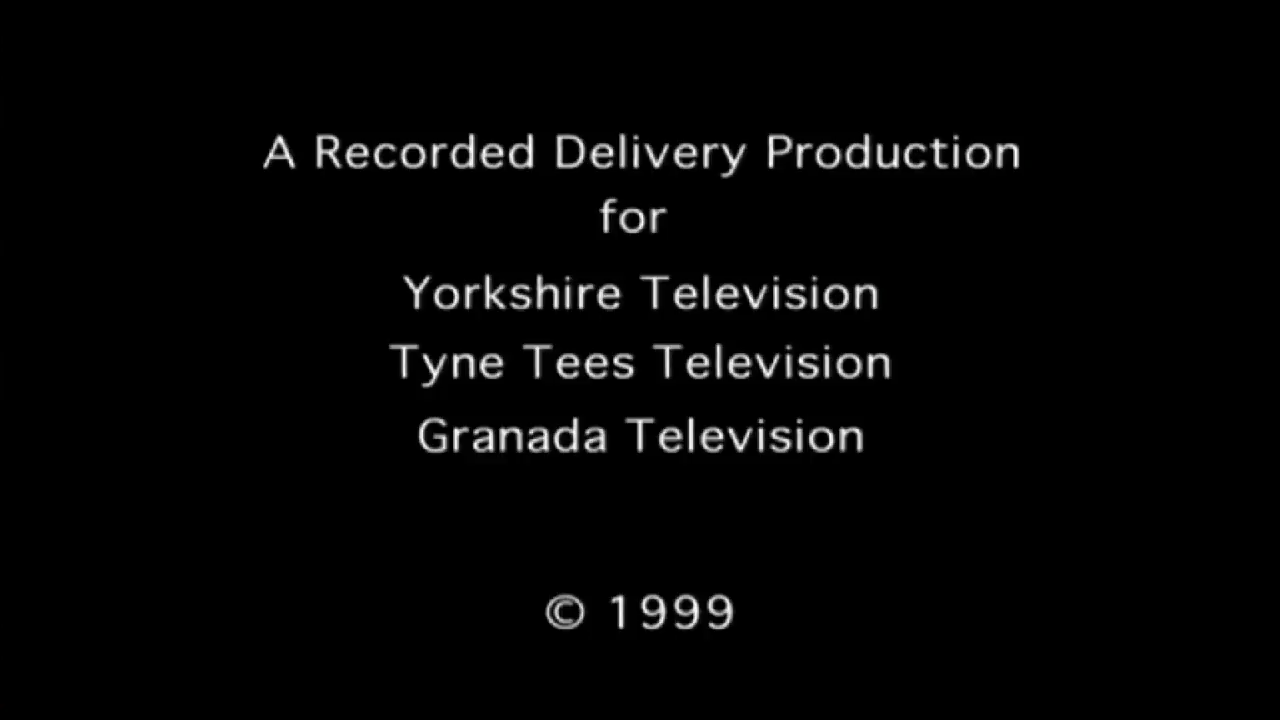 A Recorded Delivery Production
for
Yorkshire Television
Tyne Tees Television
Granada Television
© 1999